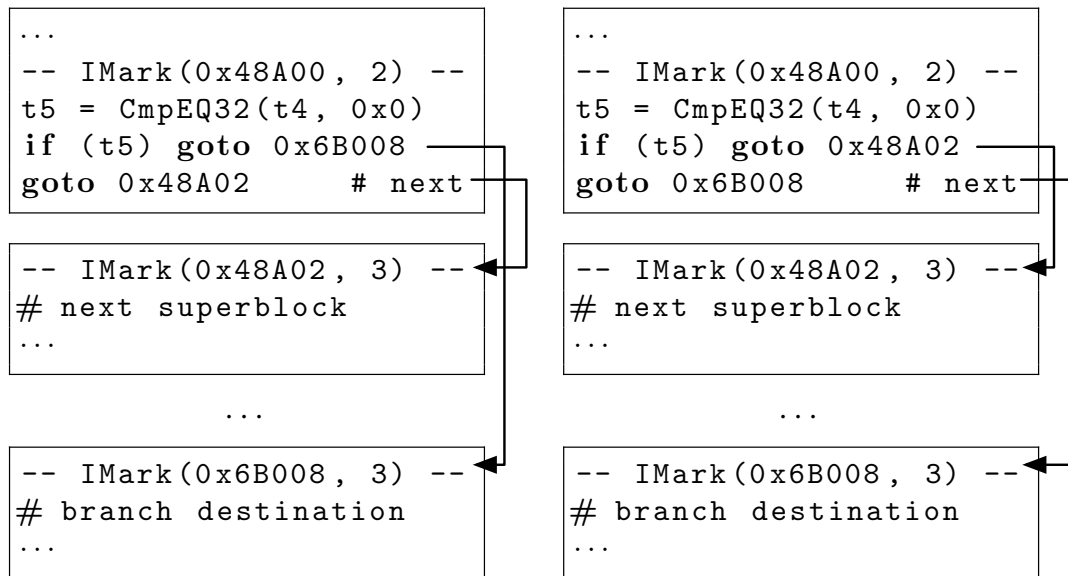 ...
-- IMark(0x48A00, 2) --
t5 = CmpEQ32(t4, 0x0)
if (t5) goto 0x6B008
goto 0x48A02 # next
-- IMark(0x48A02, 3) --
# next superblock
...
...
-- IMark(0x6B008, 3) --
# branch destination
...
...
-- IMark(0x48A00, 2) --
t5 = CmpEQ32(t4, 0x0)
if (t5) goto 0x48A02
goto 0x6B008 # next
-- IMark(0x48A02, 3) --
# next superblock
...
...
-- IMark(0x6B008, 3) --
# branch destination
...